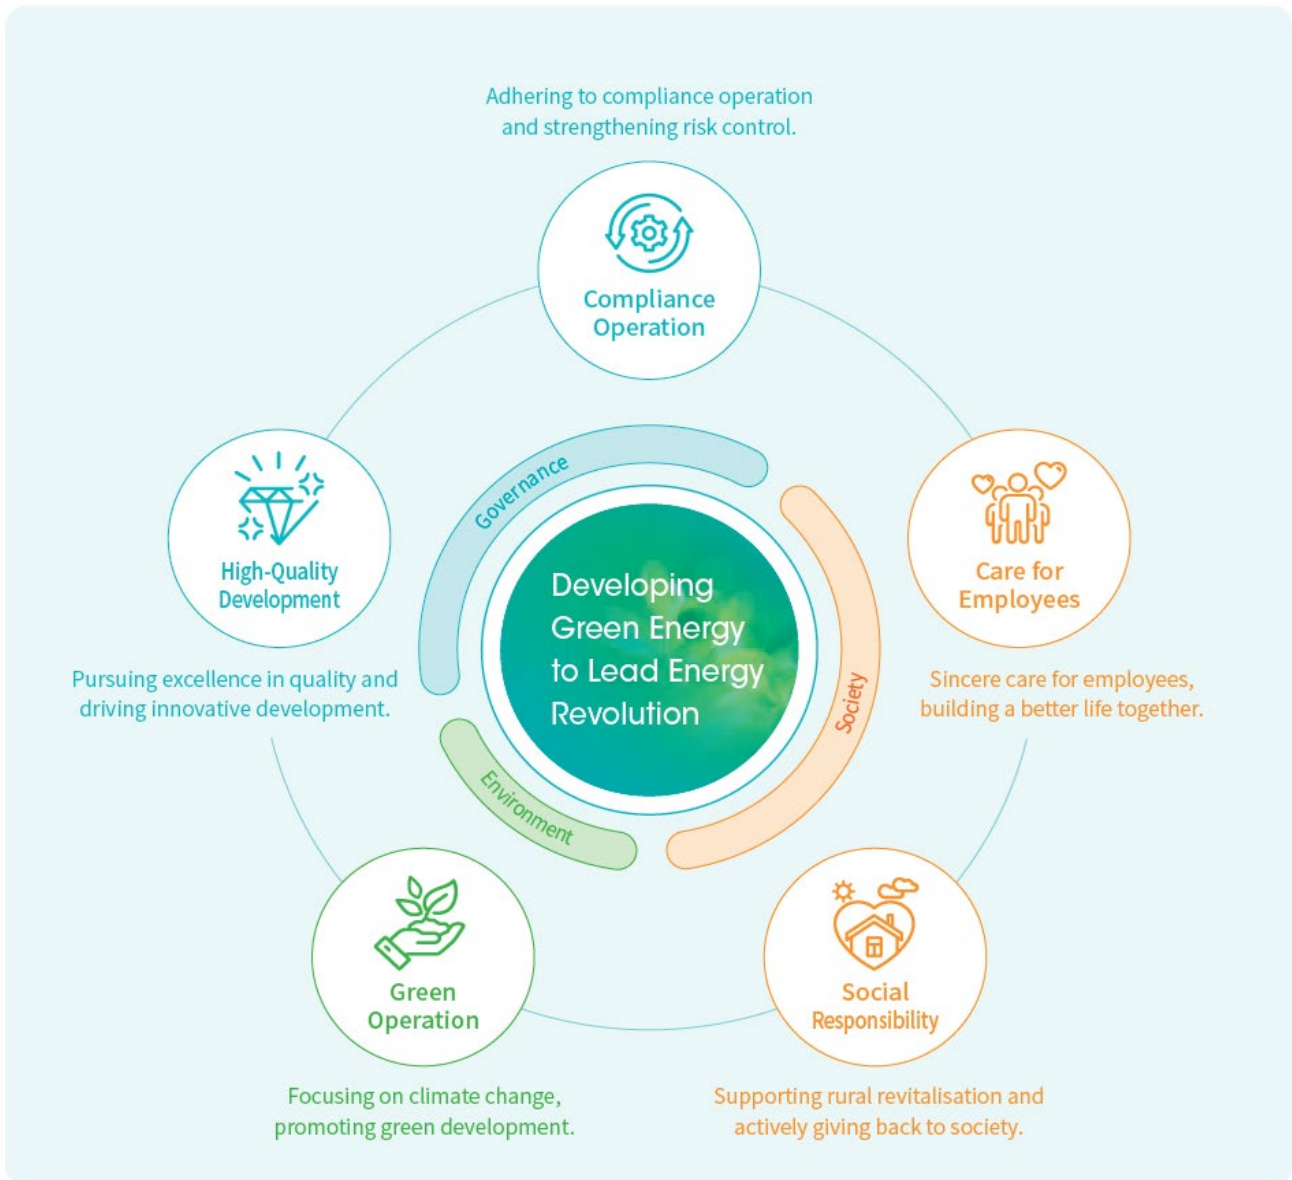 Adhering to compliance operation
and strengthening risk control.
Compliance
Operation
Governance
High-Quality
Development
Pursuing excellence in quality and
driving innovative development.
Developing
Green Energy
to Lead Energy
Revolution
Care for
Employees
Sincere care for employees,
building a better life together.
Society
Environment
Green
Operation
Focusing on climate change,
promoting green development.
Social
Responsibility
Supporting rural revitalisation and
actively giving back to society.